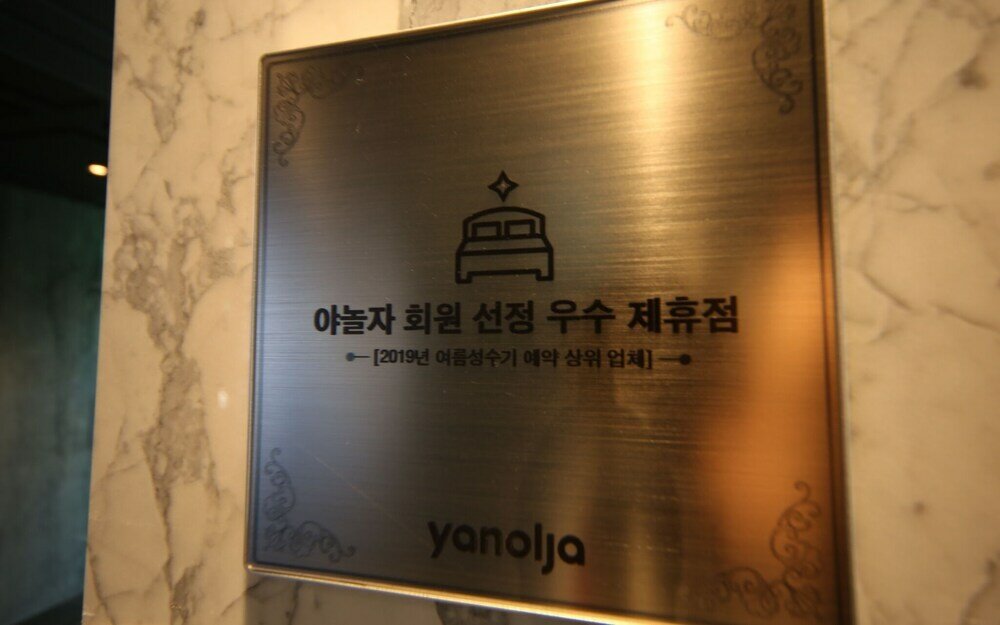 야놀자 회원 선정 우수 제휴점
[2019년 여름성수기 예약 상위 업체]
yanolja